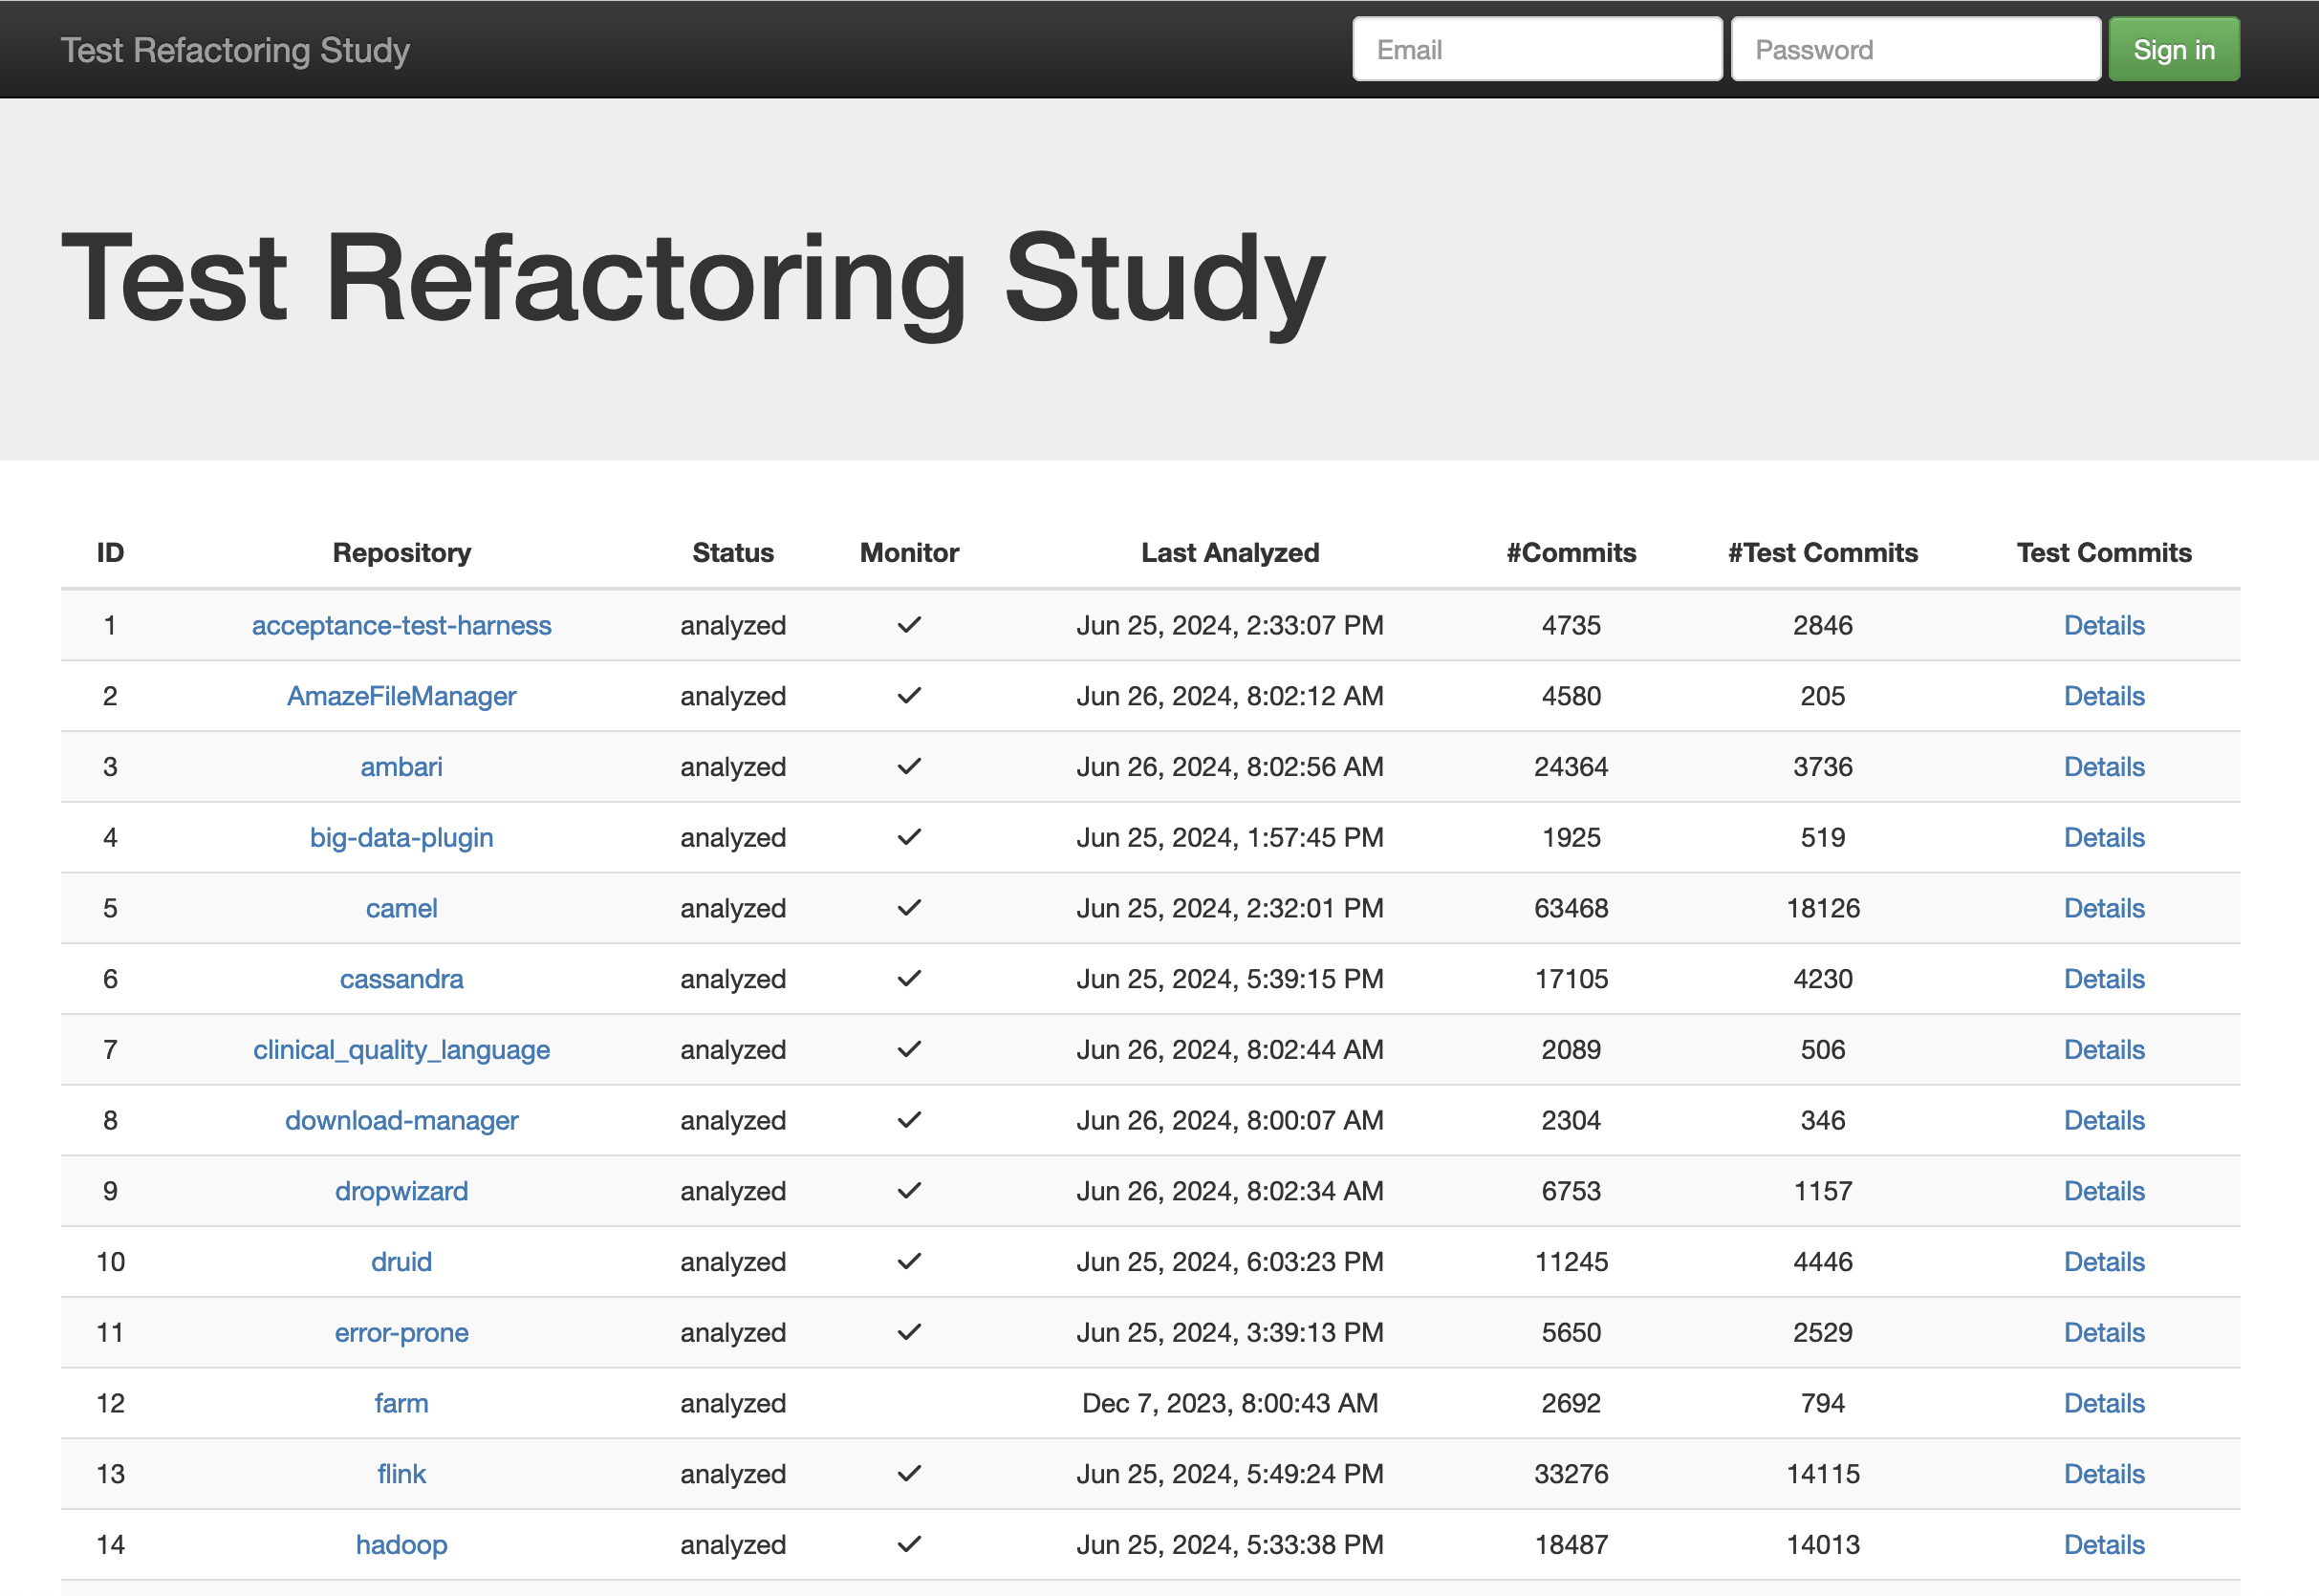 Test Refactoring Study Email Password Sign in
Test Refactoring Study
ID Repository Status Monitor Last Analyzed #Commits #Test Commits Test Commits
1 acceptance-test-harness analyzed ✓ Jun 25, 2024, 2:33:07 PM 4735 2846 Details
2 AmazeFileManager analyzed ✓ Jun 26, 2024, 8:02:12 AM 4580 205 Details
3 ambari analyzed ✓ Jun 26, 2024, 8:02:56 AM 24364 3736 Details
4 big-data-plugin analyzed ✓ Jun 25, 2024, 1:57:45 PM 1925 519 Details
5 camel analyzed ✓ Jun 25, 2024, 2:32:01 PM 63468 18126 Details
6 cassandra analyzed ✓ Jun 25, 2024, 5:39:15 PM 17105 4230 Details
7 clinical_quality_language analyzed ✓ Jun 26, 2024, 8:02:44 AM 2089 506 Details
8 download-manager analyzed ✓ Jun 26, 2024, 8:00:07 AM 2304 346 Details
9 dropwizard analyzed ✓ Jun 26, 2024, 8:02:34 AM 6753 1157 Details
10 druid analyzed ✓ Jun 25, 2024, 6:03:23 PM 11245 4446 Details
11 error-prone analyzed ✓ Jun 25, 2024, 3:39:13 PM 5650 2529 Details
12 farm analyzed Dec 7, 2023, 8:00:43 AM 2692 794 Details
13 flink analyzed ✓ Jun 25, 2024, 5:49:24 PM 33276 14115 Details
14 hadoop analyzed ✓ Jun 25, 2024, 5:33:38 PM 18487 14013 Details